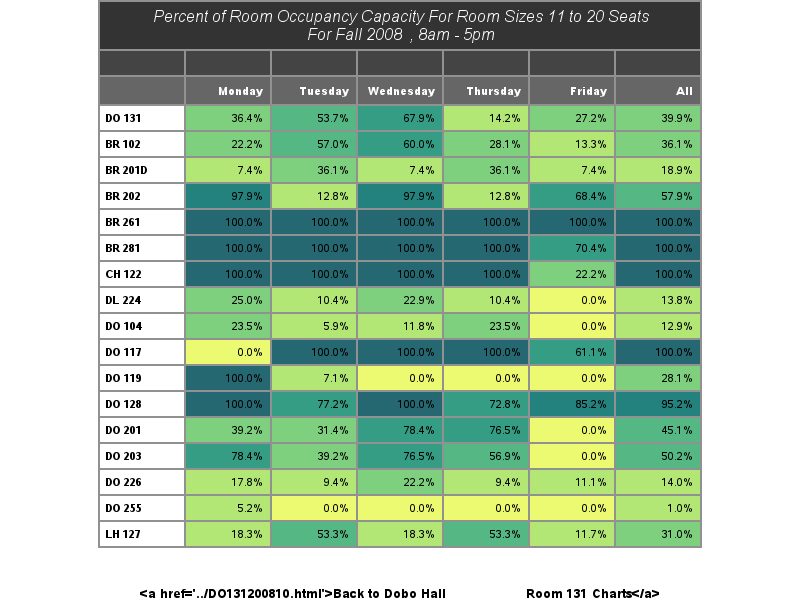 Percent of Room Occupancy Capacity For Room Sizes 11 to 20 Seats
For Fall 2008 , 8am - 5pm
Monday Tuesday Wednesday Thursday Friday All
DO 131 36.4% 53.7% 67.9% 14.2% 27.2% 39.9%
BR 102 22.2% 57.0% 60.0% 28.1% 13.3% 36.1%
BR 201D 7.4% 36.1% 7.4% 36.1% 7.4% 18.9%
BR 202 97.9% 12.8% 97.9% 12.8% 68.4% 57.9%
BR 261 100.0% 100.0% 100.0% 100.0% 100.0% 100.0%
BR 281 100.0% 100.0% 100.0% 100.0% 70.4% 100.0%
CH 122 100.0% 100.0% 100.0% 100.0% 22.2% 100.0%
DL 224 25.0% 10.4% 22.9% 10.4% 0.0% 13.8%
DO 104 23.5% 5.9% 11.8% 23.5% 0.0% 12.9%
DO 117 0.0% 100.0% 100.0% 100.0% 61.1% 100.0%
DO 119 100.0% 7.1% 0.0% 0.0% 0.0% 28.1%
DO 128 100.0% 77.2% 100.0% 72.8% 85.2% 95.2%
DO 201 39.2% 31.4% 78.4% 76.5% 0.0% 45.1%
DO 203 78.4% 39.2% 76.5% 56.9% 0.0% 50.2%
DO 226 17.8% 9.4% 22.2% 9.4% 11.1% 14.0%
DO 255 5.2% 0.0% 0.0% 0.0% 0.0% 1.0%
LH 127 18.3% 53.3% 18.3% 53.3% 11.7% 31.0%
<a href='../DO131200810.html'>Back to Dobo Hall Room 131 Charts</a>